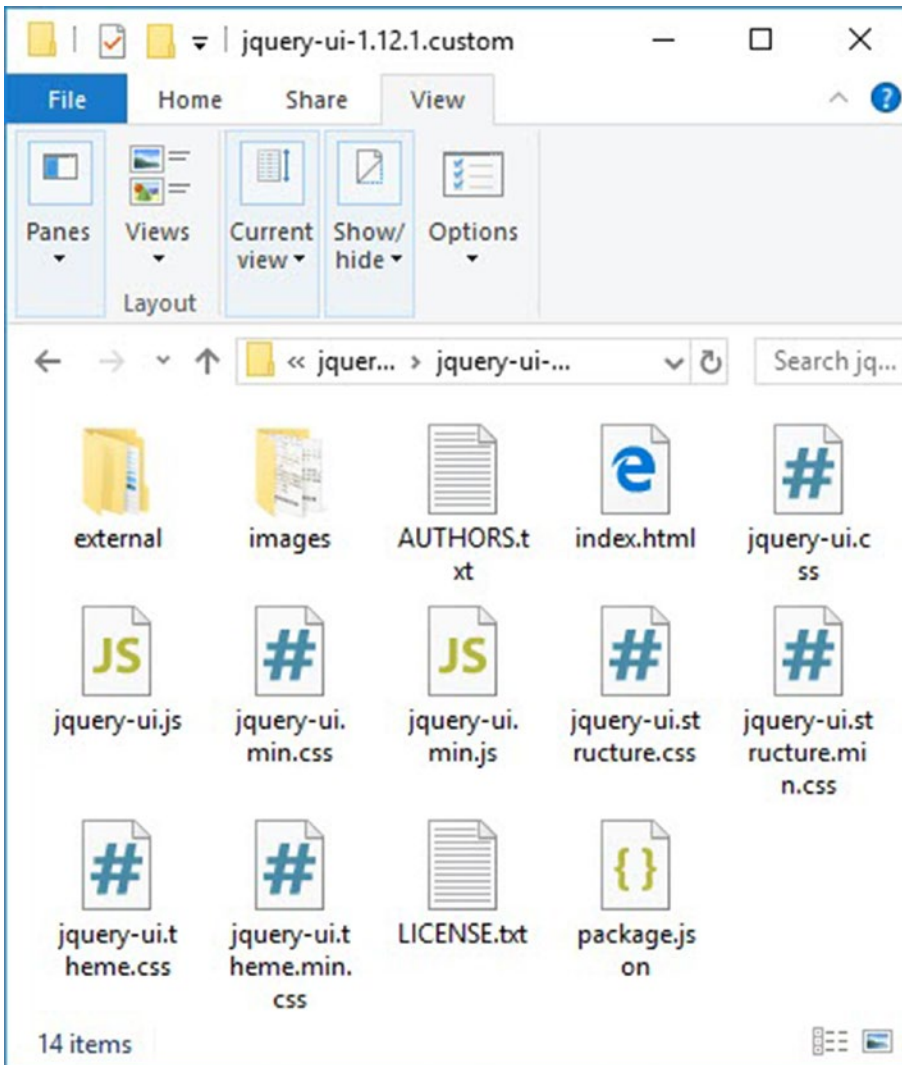 jquery-ui-1.12.1.custom
File Home Share View
?
Panes Views Current Show/ Options
view hide
Layout
« jquer... › jquery-ui-... Search jq...
external images AUTHORS.t index.html jquery-ui.c
xt ss
JS # JS # #
jquery-ui.js jquery-ui. jquery-ui. jquery-ui.st jquery-ui.st
min.css min.js ructure.css ructure.mi
n.css
# # { }
jquery-ui.t jquery-ui.t LICENSE.txt package.js
heme.css heme.min. on
css
14 items